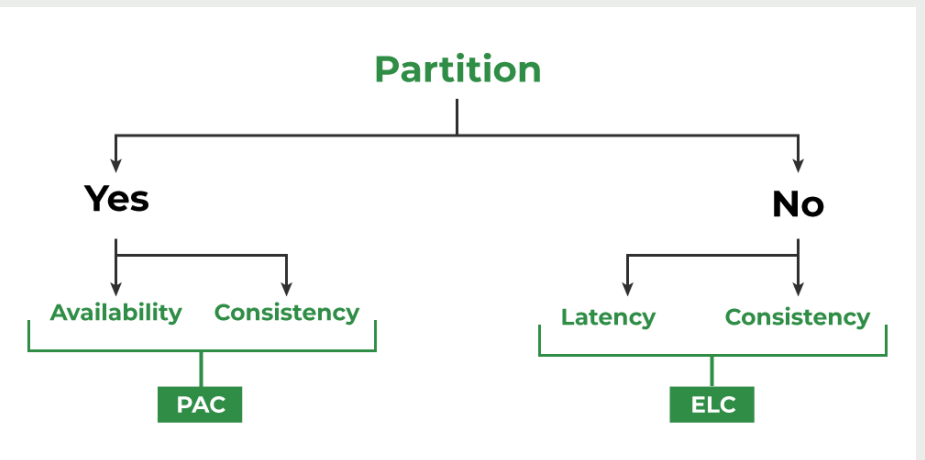 Partition
Yes
No
Availability Consistency
Latency Consistency
PAC
ELC